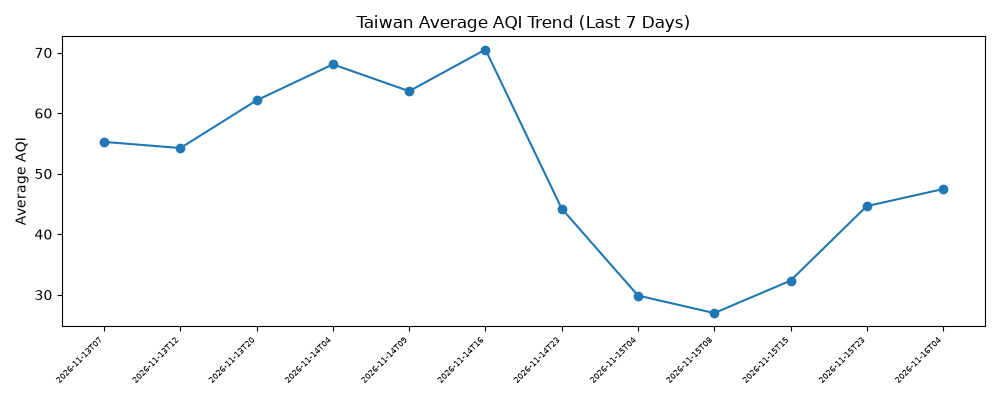 Taiwan Average AQI Trend (Last 7 Days)
Average AQI
70
60
50
40
30
2026-11-13T07
2026-11-13T12
2026-11-13T20
2026-11-14T04
2026-11-14T09
2026-11-14T16
2026-11-14T23
2026-11-15T04
2026-11-15T08
2026-11-15T15
2026-11-15T23
2026-11-16T04